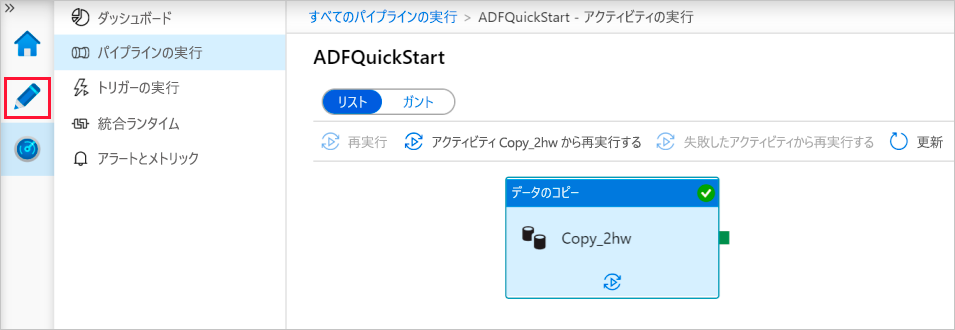 »
ダッシュボード
パイプラインの実行
トリガーの実行
統合ランタイム
アラートとメトリック
すべてのパイプラインの実行 > ADFQuickStart - アクティビティの実行
ADFQuickStart
リスト ガント
再実行 アクティビティ Copy_2hw から再実行する 失敗したアクティビティから再実行する 更新
データのコピー
Copy_2hw